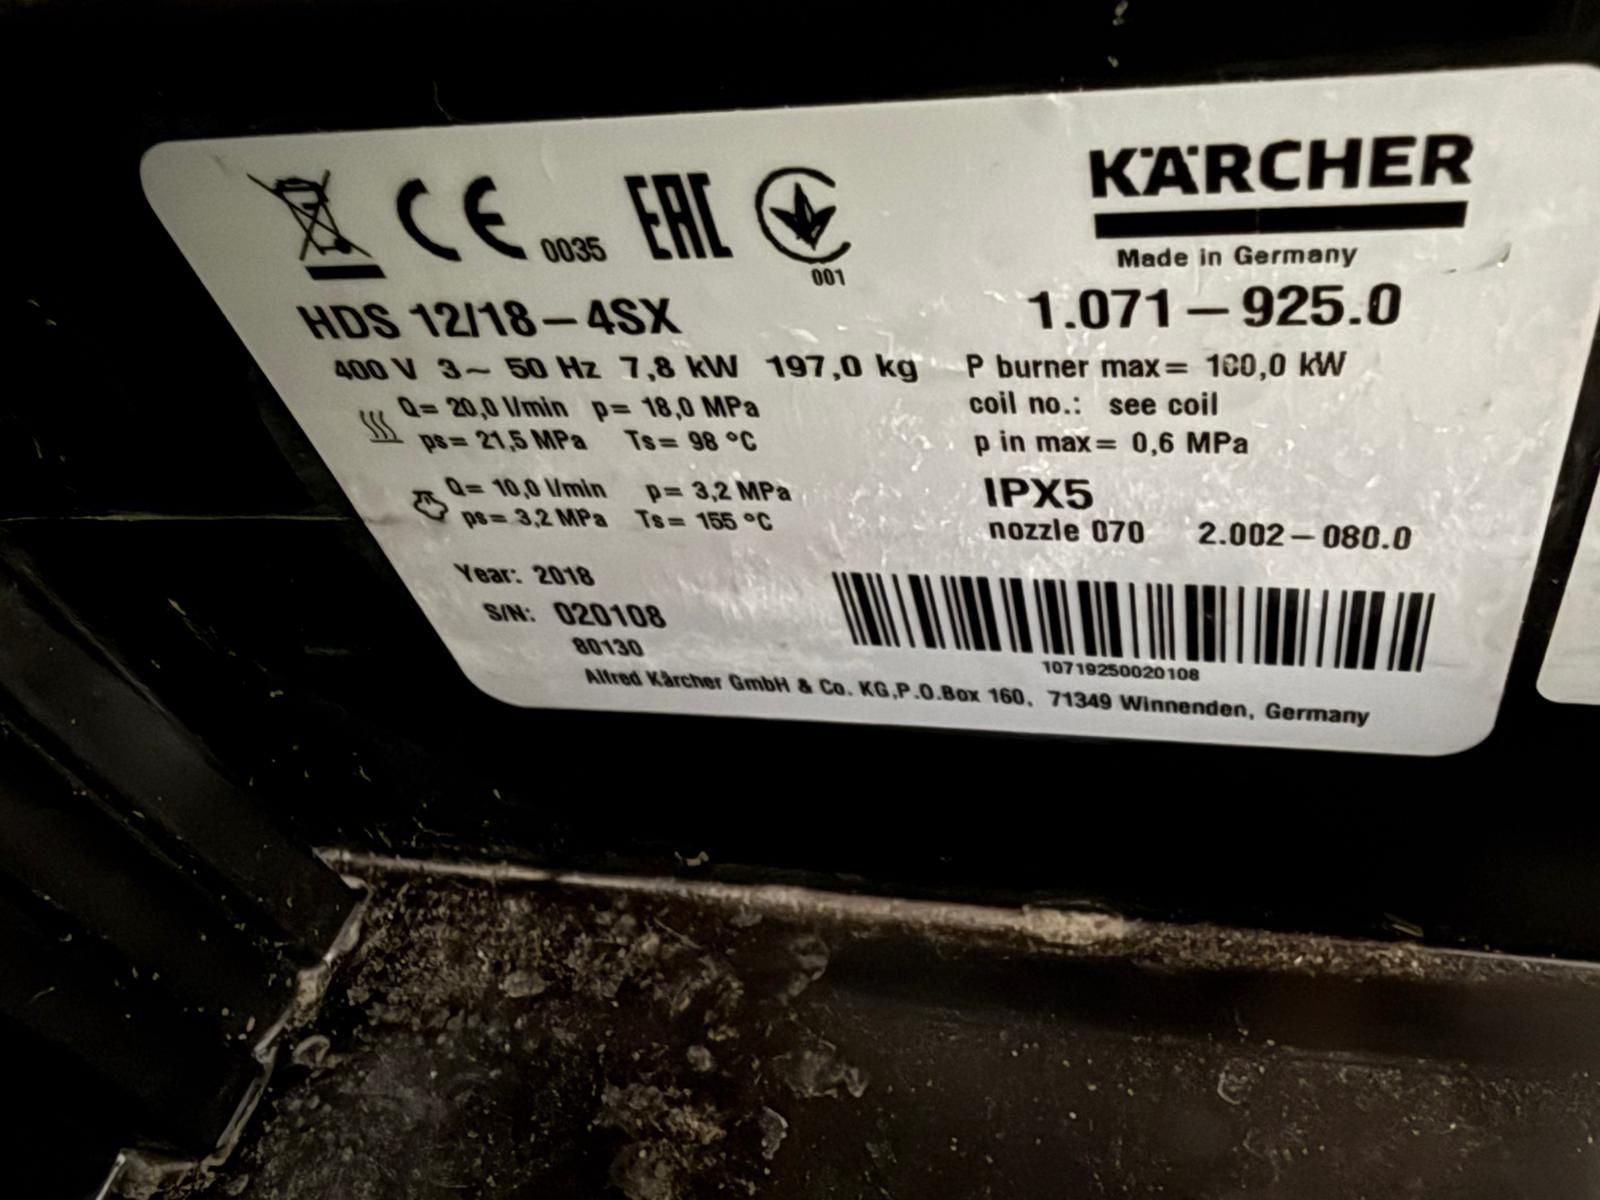 CE 0035 EAC 001
KÄRCHER
Made in Germany
HDS 12/18-4SX
1.071-925.0
400 V 3~ 50 Hz 7,8 kW 197,0 kg
Q= 20,0 l/min p= 18,0 MPa
ps= 21,5 MPa Ts= 98 °C
Q= 10,0 l/min p= 3,2 MPa
ps= 3,2 MPa Ts= 155 °C
P burner max= 100,0 kW
coil no.: see coil
p in max= 0,6 MPa
IPX5
nozzle 070 2.002-080.0
Year: 2018
S/N: 020108
80130
10719250020108
Alfred Kärcher GmbH & Co. KG,P.O.Box 160, 71349 Winnenden, Germany